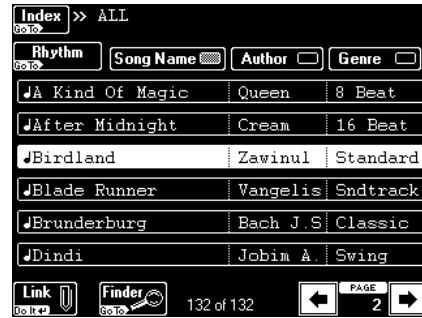 Index >> ALL
Go To
Rhythm Song Name Author Genre
Go To
A Kind Of Magic Queen 8 Beat
After Midnight Cream 16 Beat
Birdland Zawinul Standard
Blade Runner Vangelis Sndtrack
Brunderburg Bach J.S Classic
Dindi Jobim A. Swing
Link Finder 132 of 132 PAGE
Do It Go To 2